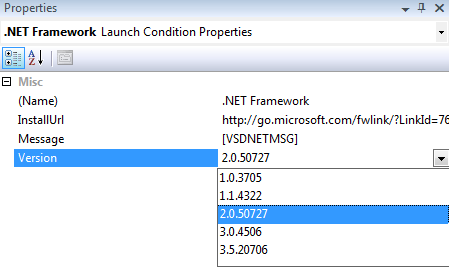 Properties
.NET Framework Launch Condition Properties
Misc
(Name) .NET Framework
InstallUrl http://go.microsoft.com/fwlink/?LinkId=76
Message [VSDNETMSG]
Version 2.0.50727
1.0.3705
1.1.4322
2.0.50727
3.0.4506
3.5.20706